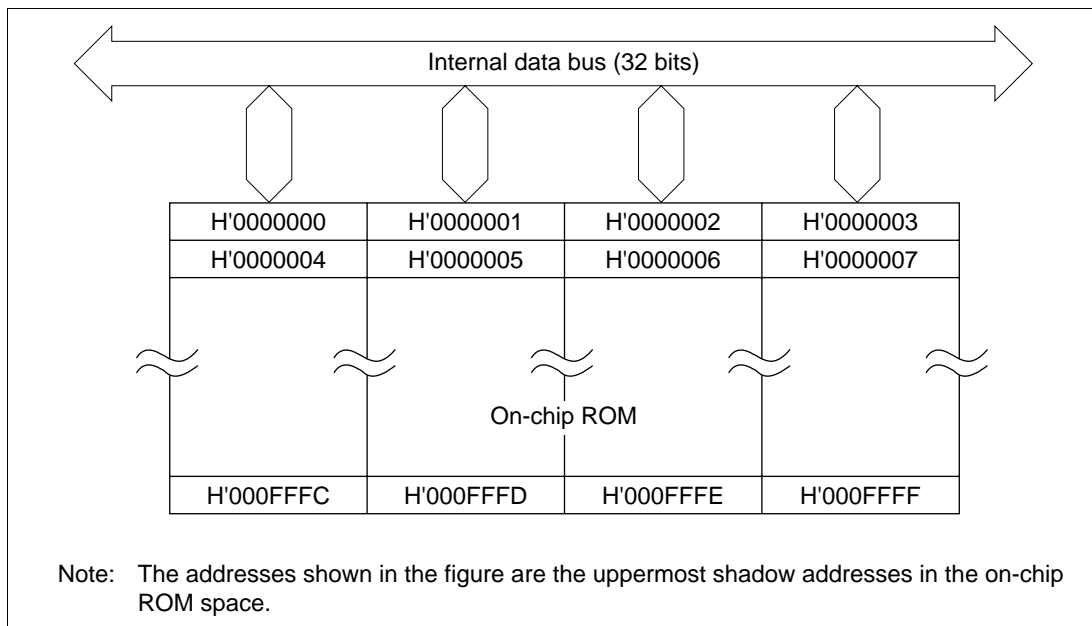 Internal data bus (32 bits)
H'0000000 H'0000001 H'0000002 H'0000003
H'0000004 H'0000005 H'0000006 H'0000007
On-chip ROM
H'000FFFC H'000FFFD H'000FFFE H'000FFFF
Note: The addresses shown in the figure are the uppermost shadow addresses in the on-chip
ROM space.